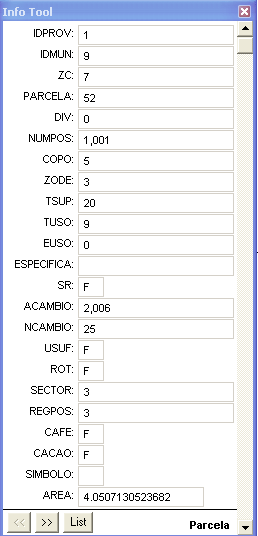 Info Tool
IDPROV: 1
IDMUN: 9
ZC: 7
PARCELA: 52
DIV: 0
NUMPOS: 1,001
COPO: 5
ZODE: 3
TSUP: 20
TUSO: 9
EUSO: 0
ESPECIFICA:
SR: F
ACAMBIO: 2,006
NCAMBIO: 25
USUF: F
ROT: F
SECTOR: 3
REGPOS: 3
CAFE: F
CACAO: F
SIMBOLO:
AREA: 4.0507130523682
<< >> List Parcela